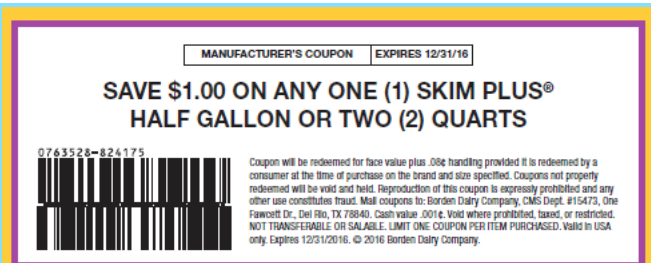 MANUFACTURER'S COUPON EXPIRES 12/31/16
SAVE $1.00 ON ANY ONE (1) SKIM PLUS®
HALF GALLON OR TWO (2) QUARTS
0763528-824175
Coupon will be redeemed for face value plus .08¢ handling provided it is redeemed by a
consumer at the time of purchase on the brand and size specified. Coupons not properly
redeemed will be void and held. Reproduction of this coupon is expressly prohibited and any
other use constitutes fraud. Mail coupons to: Borden Dairy Company, CMS Dept. #15473, One
Fawcett Dr., Del Rio, TX 78840. Cash value .001¢. Void where prohibited, taxed, or restricted.
NOT TRANSFERABLE OR SALABLE. LIMIT ONE COUPON PER ITEM PURCHASED. Valid in USA
only. Expires 12/31/2016. © 2016 Borden Dairy Company.